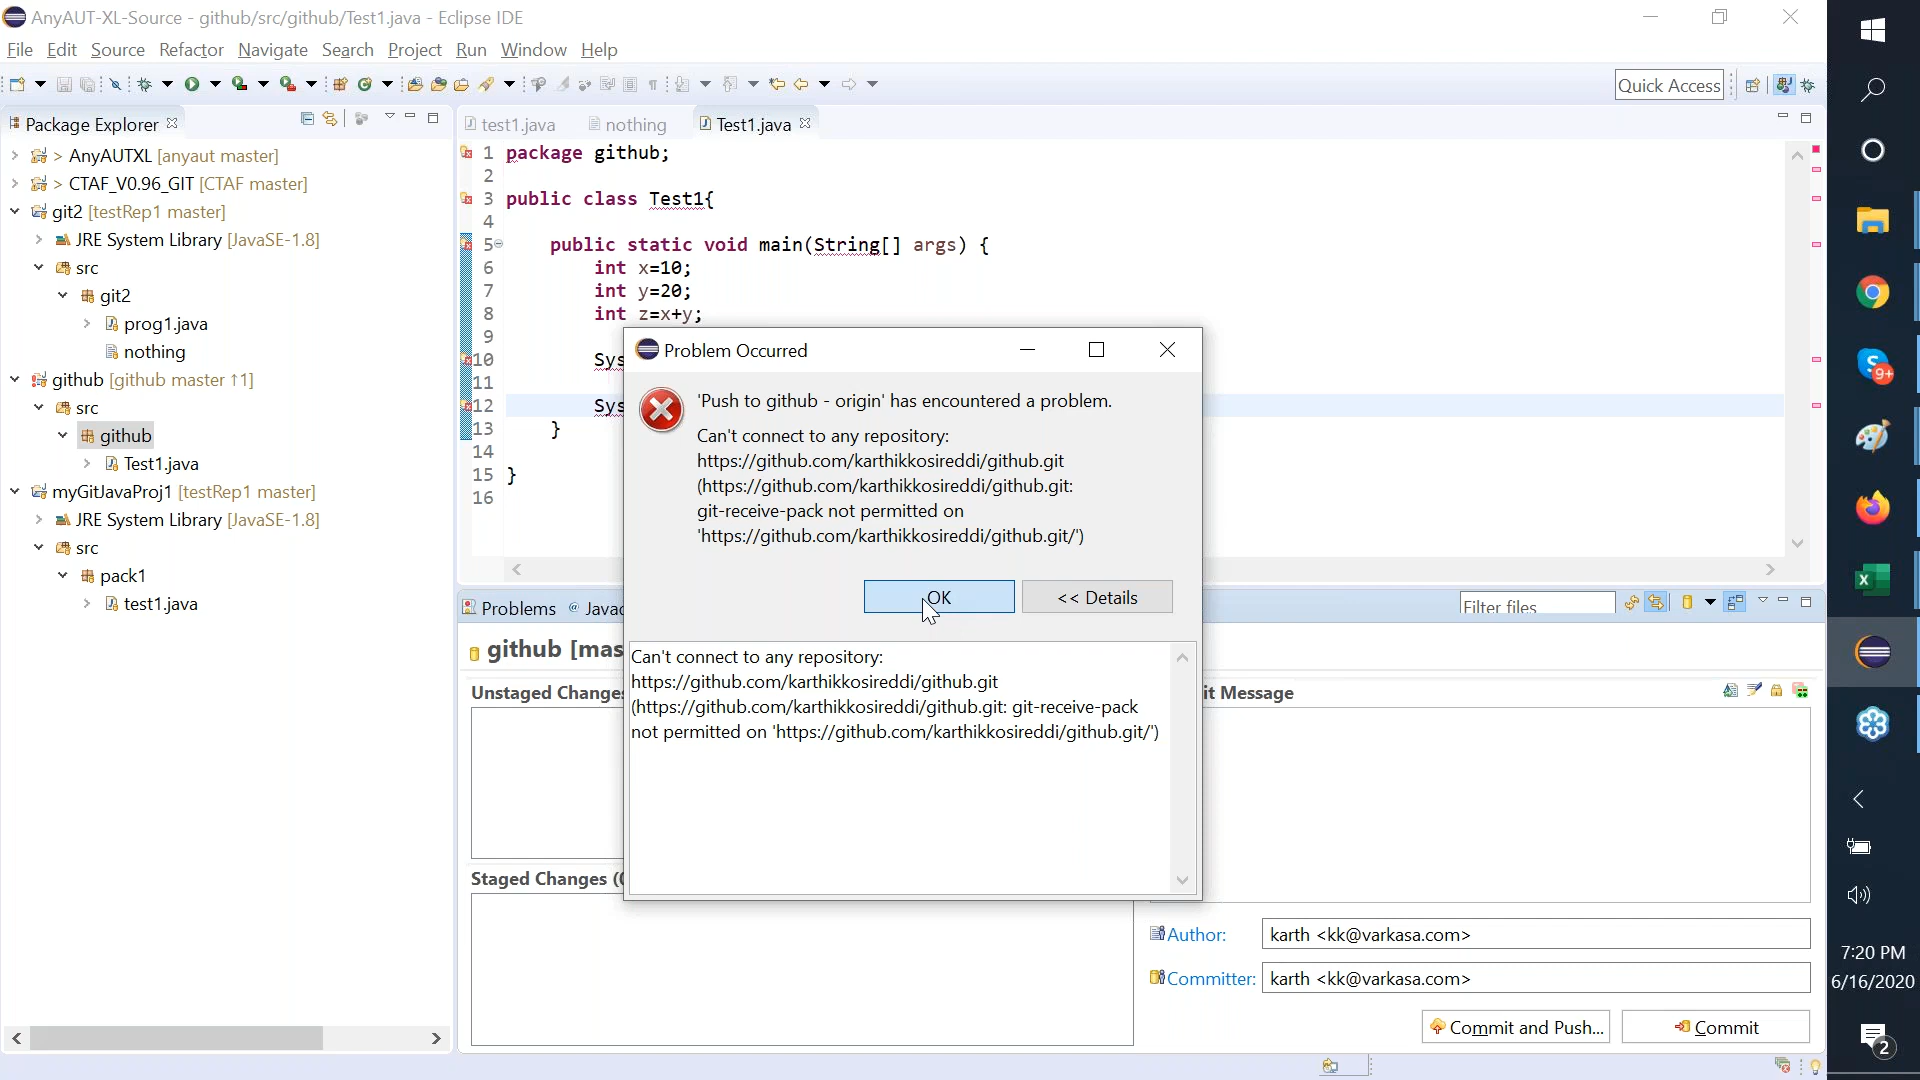 AnyAUT-XL-Source - github/src/github/Test1.java - Eclipse IDE
File Edit Source Refactor Navigate Search Project Run Window Help
Quick Access
Package Explorer
> AnyAUTXL [anyaut master]
> CTAF_V0.96_GIT [CTAF master]
git2 [testRep1 master]
JRE System Library [JavaSE-1.8]
src
git2
prog1.java
nothing
github [github master ↑1]
src
github
Test1.java
myGitJavaProj1 [testRep1 master]
JRE System Library [JavaSE-1.8]
src
pack1
test1.java
test1.java nothing Test1.java
1 package github;
2
3 public class Test1{
4
5 public static void main(String[] args) {
6 int x=10;
7 int y=20;
8 int z=x+y;
9
10 Sys
11
12 Sys
13 }
14
15 }
16
Problem Occurred
'Push to github - origin' has encountered a problem.
Can't connect to any repository:
https://github.com/karthikkosireddi/github.git
(https://github.com/karthikkosireddi/github.git:
git-receive-pack not permitted on
'https://github.com/karthikkosireddi/github.git/')
OK << Details
Can't connect to any repository:
https://github.com/karthikkosireddi/github.git
(https://github.com/karthikkosireddi/github.git: git-receive-pack
not permitted on 'https://github.com/karthikkosireddi/github.git/')
Problems @ Javac
Filter files
github [mas
Unstaged Changes
Staged Changes (
it Message
Author: karth <kk@varkasa.com>
Committer: karth <kk@varkasa.com>
Commit and Push... Commit
S 9+
X
7:20 PM
6/16/2020
2